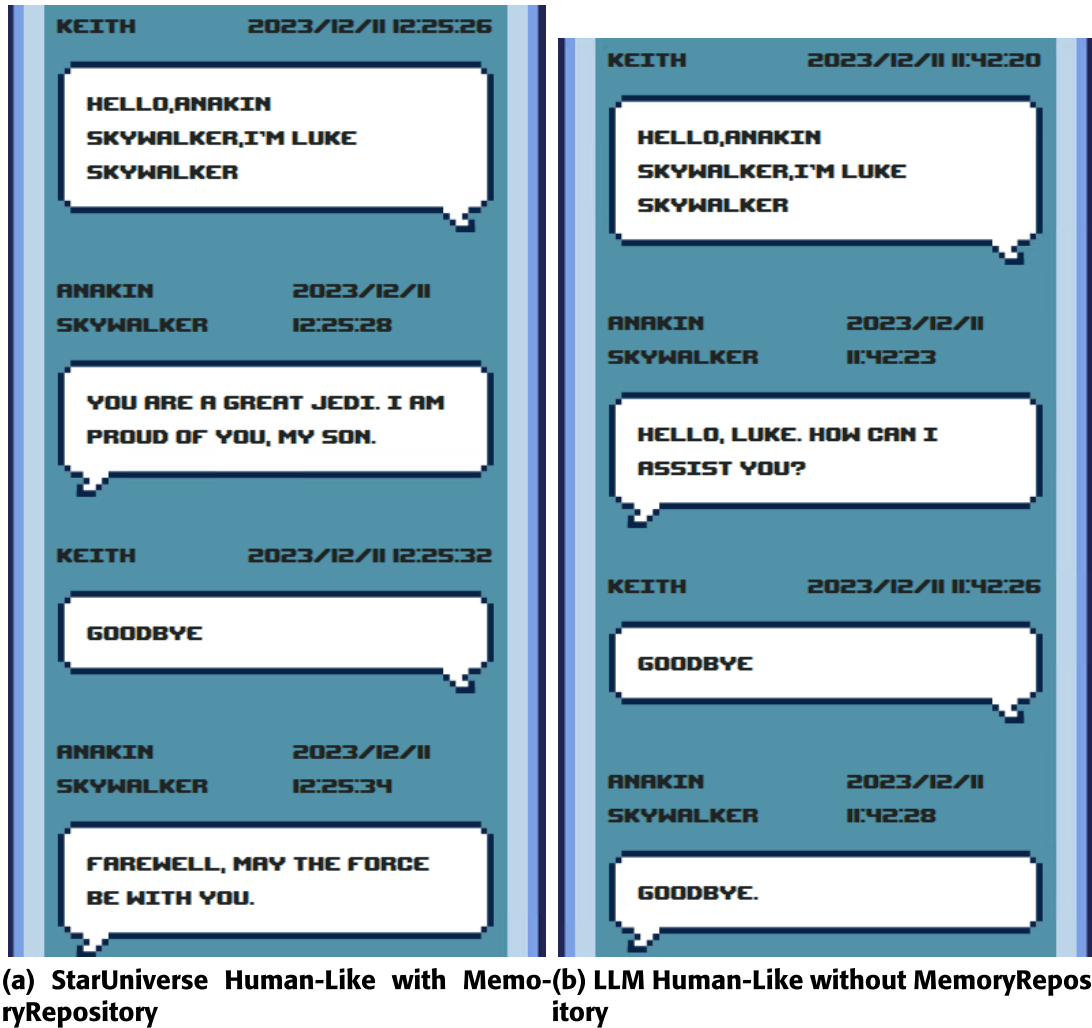 KEITH 2023/12/11 12:25:26
HELLO,ANAKIN
SKYWALKER,I'M LUKE
SKYWALKER
ANAKIN 2023/12/11
SKYWALKER 12:25:28
YOU ARE A GREAT JEDI. I AM
PROUD OF YOU, MY SON.
KEITH 2023/12/11 12:25:32
GOODBYE
ANAKIN 2023/12/11
SKYWALKER 12:25:34
FAREWELL, MAY THE FORCE
BE WITH YOU.
(a) StarUniverse Human-Like with Memo-
ryRepository
KEITH 2023/12/11 11:42:20
HELLO,ANAKIN
SKYWALKER,I'M LUKE
SKYWALKER
ANAKIN 2023/12/11
SKYWALKER 11:42:23
HELLO, LUKE. HOW CAN I
ASSIST YOU?
KEITH 2023/12/11 11:42:26
GOODBYE
ANAKIN 2023/12/11
SKYWALKER 11:42:28
GOODBYE.
(b) LLM Human-Like without MemoryRepos
itory